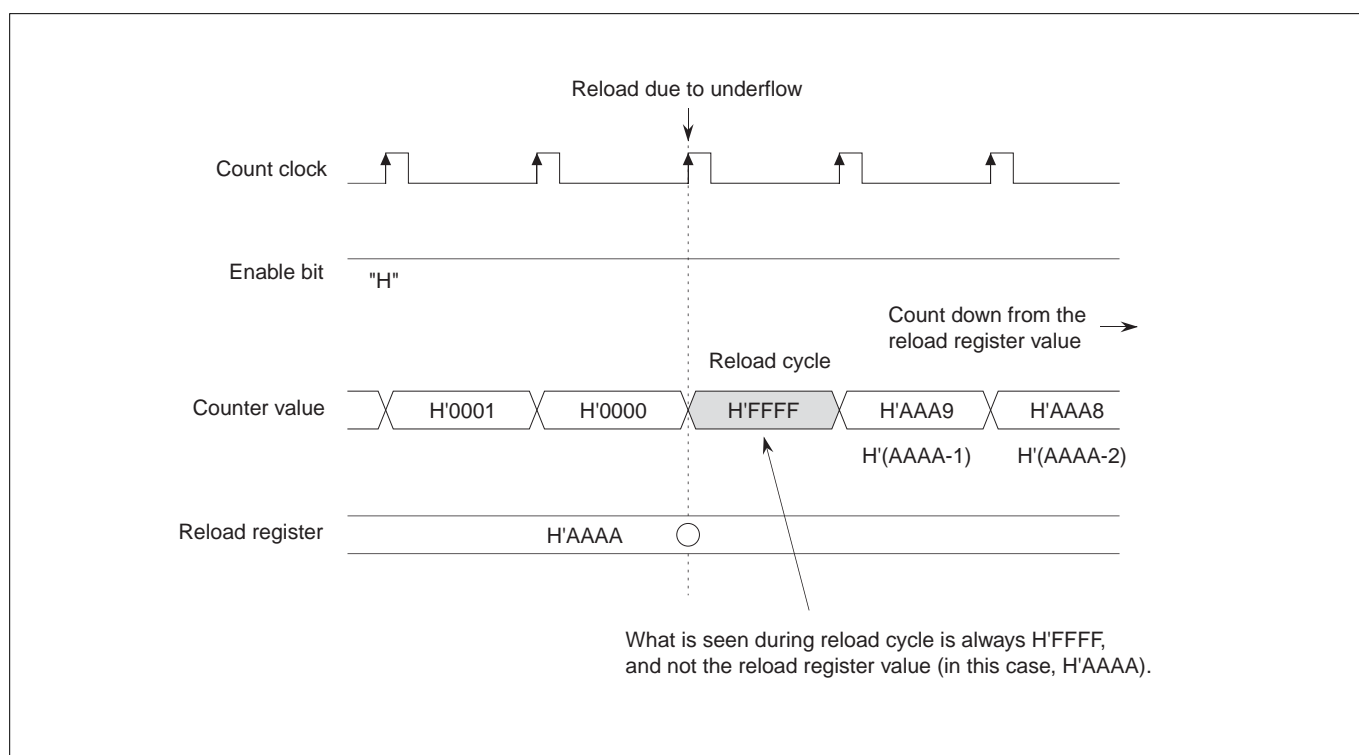 Reload due to underflow
Count clock
Enable bit
"H"
Count down from the
reload register value
Reload cycle
Counter value
H'0001
H'0000
H'FFFF
H'AAA9
H'AAA8
H'(AAAA-1)
H'(AAAA-2)
Reload register
H'AAAA
What is seen during reload cycle is always H'FFFF,
and not the reload register value (in this case, H'AAAA).